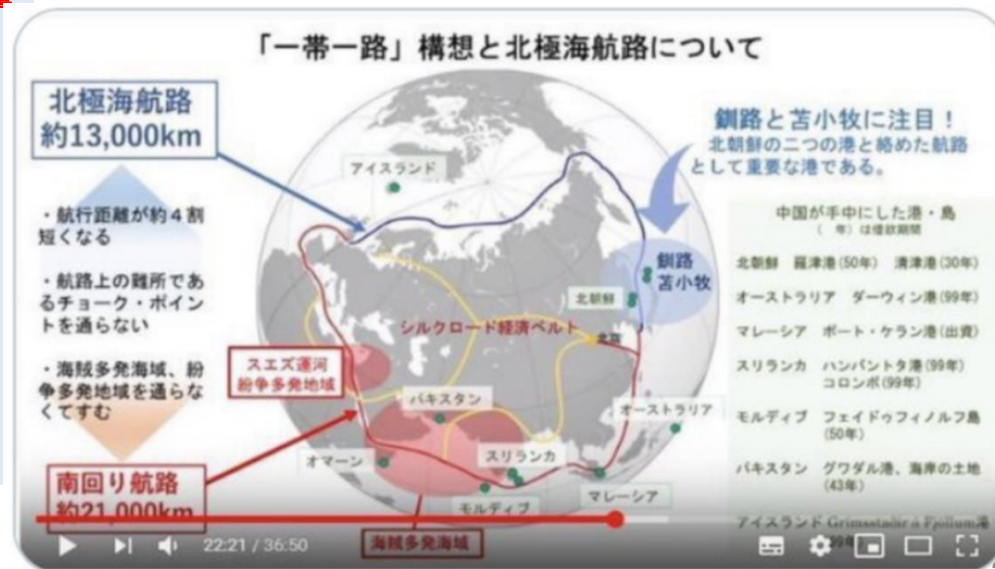 「一帯一路」構想と北極海航路について
北極海航路
約13,000km
・航行距離が約４割
短くなる
・航路上の難所であ
るチョーク・ポイン
トを通らない
・海賊多発海域、紛
争多発地域を通らな
くてすむ
南回り航路
約21,000km
アイスランド
釧路と苫小牧に注目！
北朝鮮の二つの港と絡めた航路
として重要な港である。
釧路
苫小牧
北朝鮮
シルクロード経済ベルト
北京
スエズ運河
紛争多発地域
パキスタン
オーストラリア
オマーン
スリランカ
モルディブ
マレーシア
海賊多発海域
中国が手中にした港・島
（　年）は借款期間
北朝鮮　羅津港(50年)　清津港(30年)
オーストラリア　ダーウィン港(99年)
マレーシア　ポート・ケラン港(出資)
スリランカ　ハンバントタ港(99年)
コロンボ(99年)
モルディブ　フェイドゥフィノルフ島
(50年)
パキスタン　グワダル港、海岸の土地
(43年)
アイスランド Grímsstaðir á Fjöllum港
99年
22:21 / 36:50